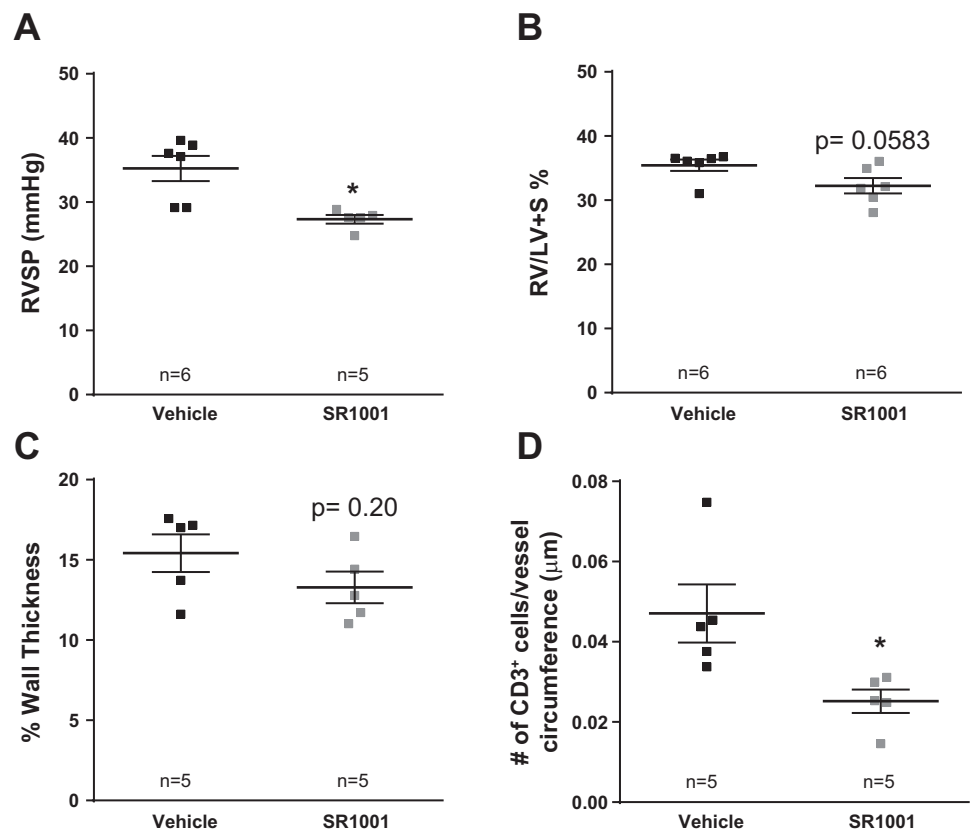 A
RVSP (mmHg)
50
40
30
20
10
0
*
n=6
n=5
Vehicle
SR1001
B
RV/LV+S %
50
40
30
20
10
0
p= 0.0583
n=6
n=6
Vehicle
SR1001
C
% Wall Thickness
20
15
10
5
0
p= 0.20
n=5
n=5
Vehicle
SR1001
D
# of CD3⁺ cells/vessel
circumference (μm)
0.08
0.06
0.04
0.02
0.00
*
n=5
n=5
Vehicle
SR1001